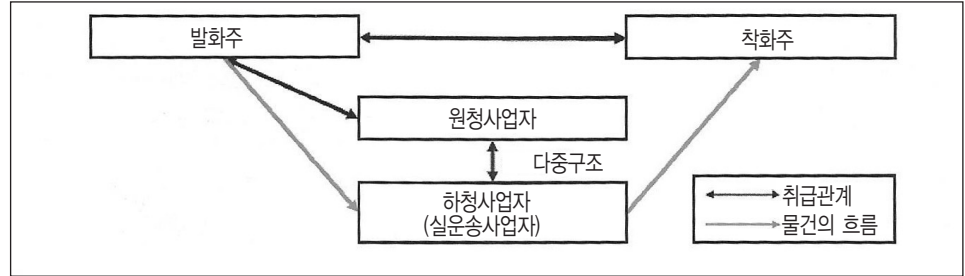 발화주
착화주
원청사업자
다중구조
하청사업자
(실운송사업자)
취급관계
물건의 흐름